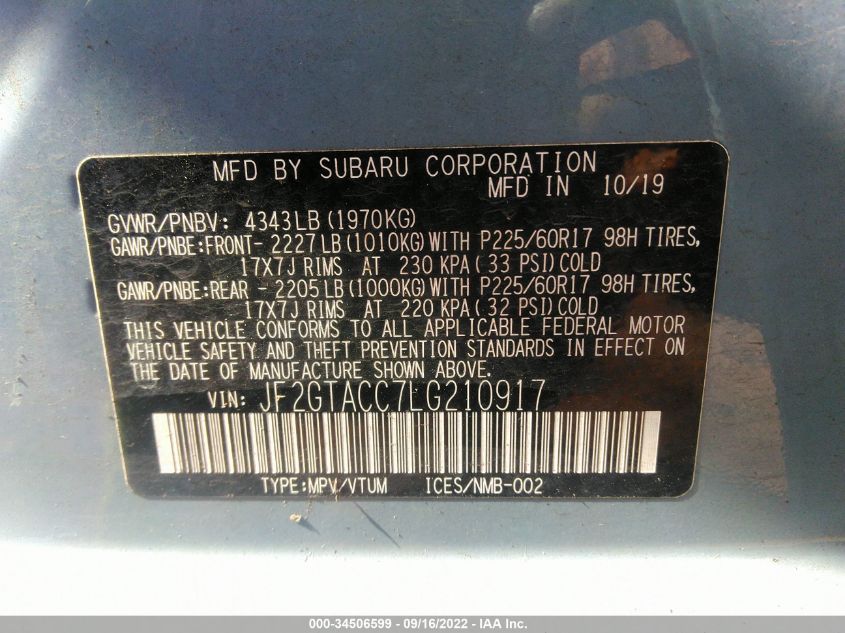 MFD BY SUBARU CORPORATION
MFD IN 10/19
GVWR/PNBV: 4343LB (1970KG)
GAWR/PNBE:FRONT- 2227LB (1010KG) WITH P225/60R17 98H TIRES,
17X7J RIMS AT 230 KPA ( 33 PSI) COLD
GAWR/PNBE:REAR - 2205LB (1000KG) WITH P225/60R17 98H TIRES,
17X7J RIMS AT 220 KPA ( 32 PSI) COLD
THIS VEHICLE CONFORMS TO ALL APPLICABLE FEDERAL MOTOR
VEHICLE SAFETY AND THEFT PREVENTION STANDARDS IN EFFECT ON
THE DATE OF MANUFACTURE SHOWN ABOVE.
VIN: JF2GTACC7LG210917
TYPE:MPV/VTUM ICES/NMB-002
000-34506599 - 09/16/2022 - IAA Inc.